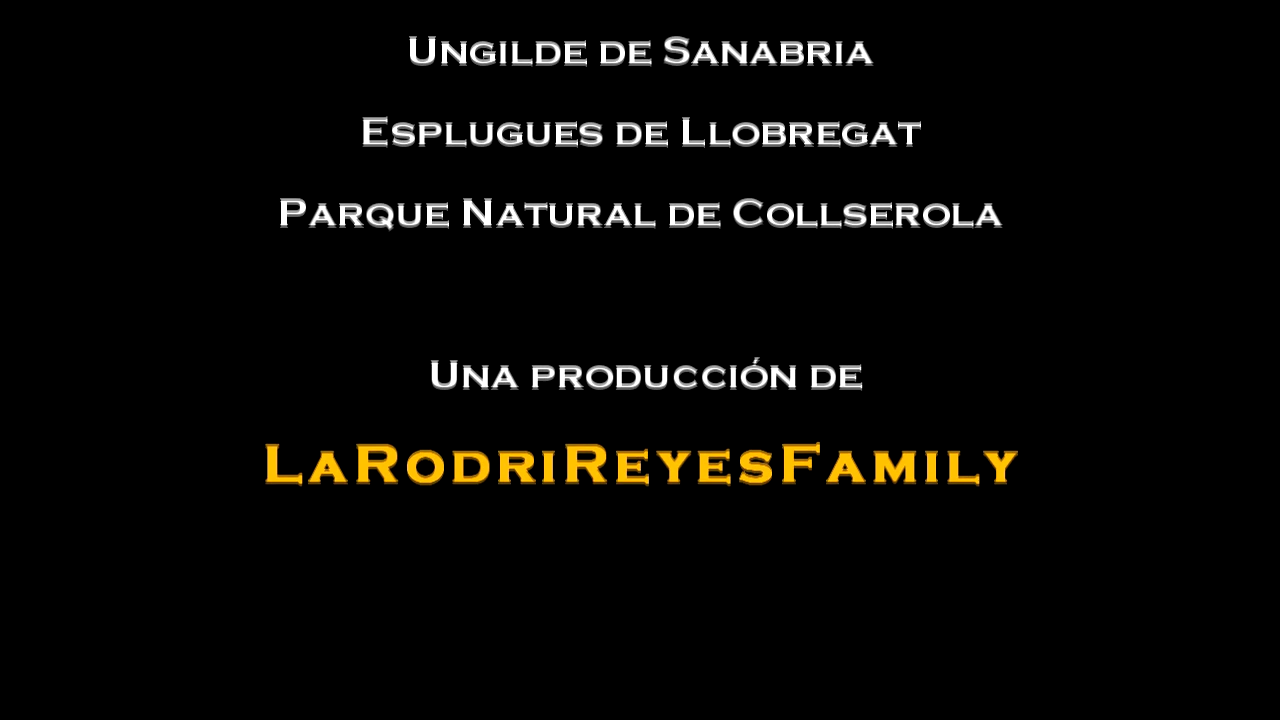 Ungilde de Sanabria
Esplugues de Llobregat
Parque Natural de Collserola
Una producción de
LaRodriReyesFamily